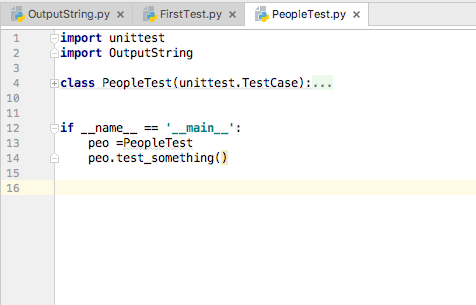 OutputString.py × FirstTest.py × PeopleTest.py ×
1 import unittest
2 import OutputString
3
4 class PeopleTest(unittest.TestCase):...
10
11
12 if __name__ == '__main__':
13     peo =PeopleTest
14     peo.test_something()
15
16